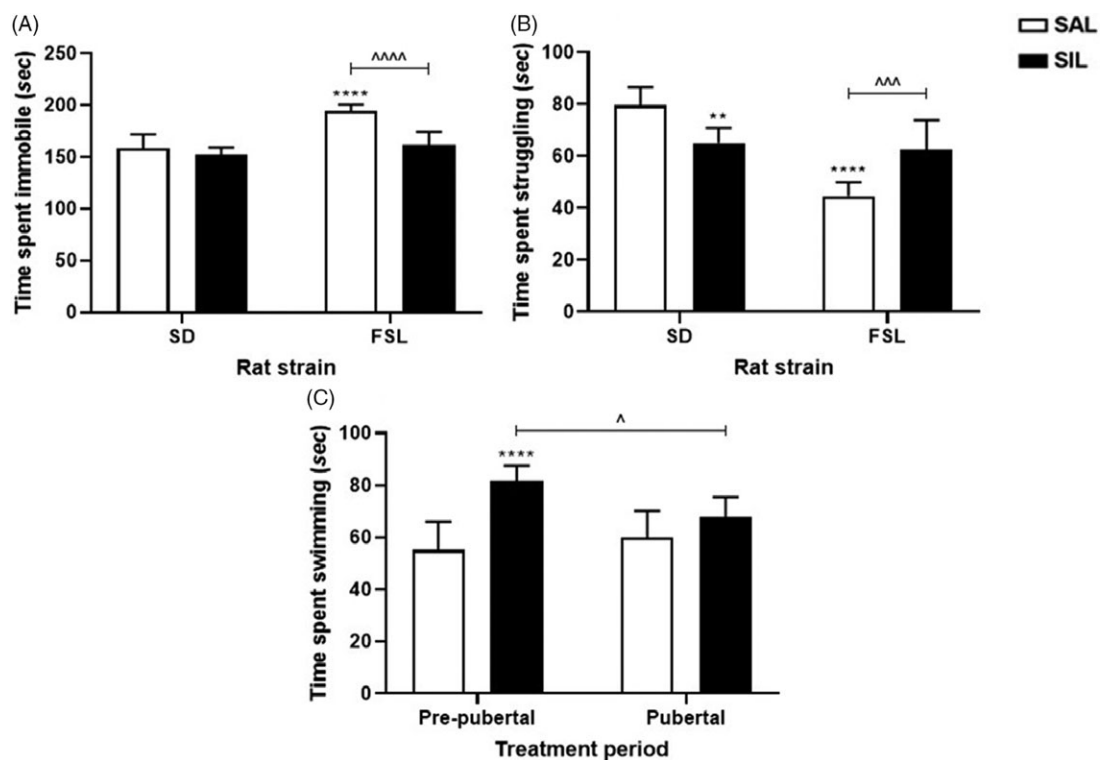 (A)
Time spent immobile (sec)
250
200
150
100
50
0
^^^^
****
SD
FSL
Rat strain
(B)
Time spent struggling (sec)
100
80
60
40
20
0
**
****
^^^
SD
FSL
Rat strain
SAL
SIL
(C)
Time spent swimming (sec)
100
80
60
40
20
0
****
^
Pre-pubertal
Pubertal
Treatment period